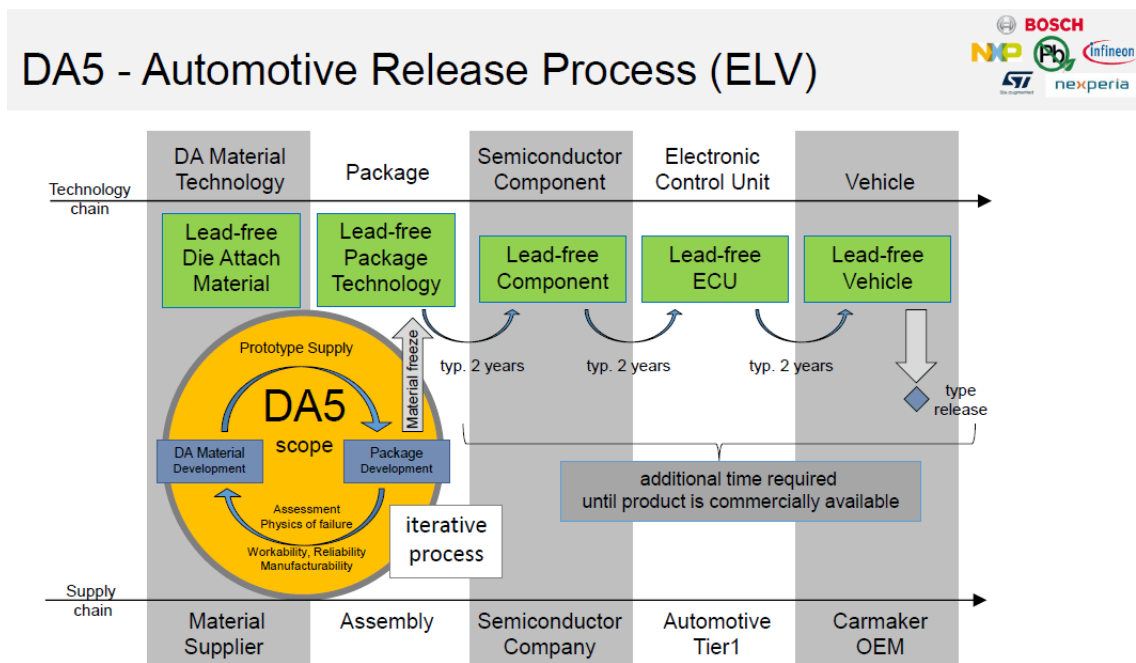 DA5 - Automotive Release Process (ELV)
BOSCH
NXP
Pb
infineon
ST
life.augmented
nexperia
DA Material
Technology
Package
Semiconductor
Component
Electronic
Control Unit
Vehicle
Technology
chain
Lead-free
Die Attach
Material
Lead-free
Package
Technology
Lead-free
Component
Lead-free
ECU
Lead-free
Vehicle
Prototype Supply
Material freeze
typ. 2 years
typ. 2 years
typ. 2 years
type
release
DA5
scope
DA Material
Development
Package
Development
additional time required
until product is commercially available
Assessment
Physics of failure
iterative
process
Workability, Reliability
Manufacturability
Supply
chain
Material
Supplier
Assembly
Semiconductor
Company
Automotive
Tier1
Carmaker
OEM